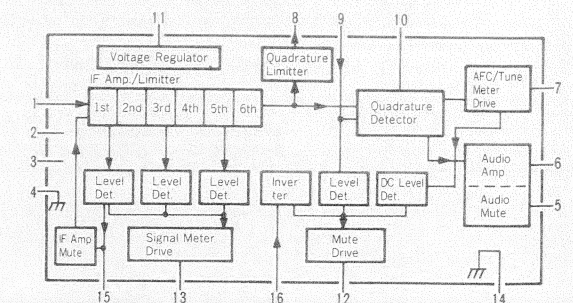 11
8
9
10
Voltage Regulator
Quadrature
Limitter
IF Amp./Limitter
AFC/Tune
Meter
Drive
7
1
1st 2nd 3rd 4th 5th 6th
Quadrature
Detector
2
3
4
Audio
Amp
6
Level
Det.
Level
Det.
Level
Det.
Inver
ter
Level
Det.
DC Level
Det.
Audio
Mute
5
IF Amp
Mute
Signal Meter
Drive
Mute
Drive
15
13
16
12
14